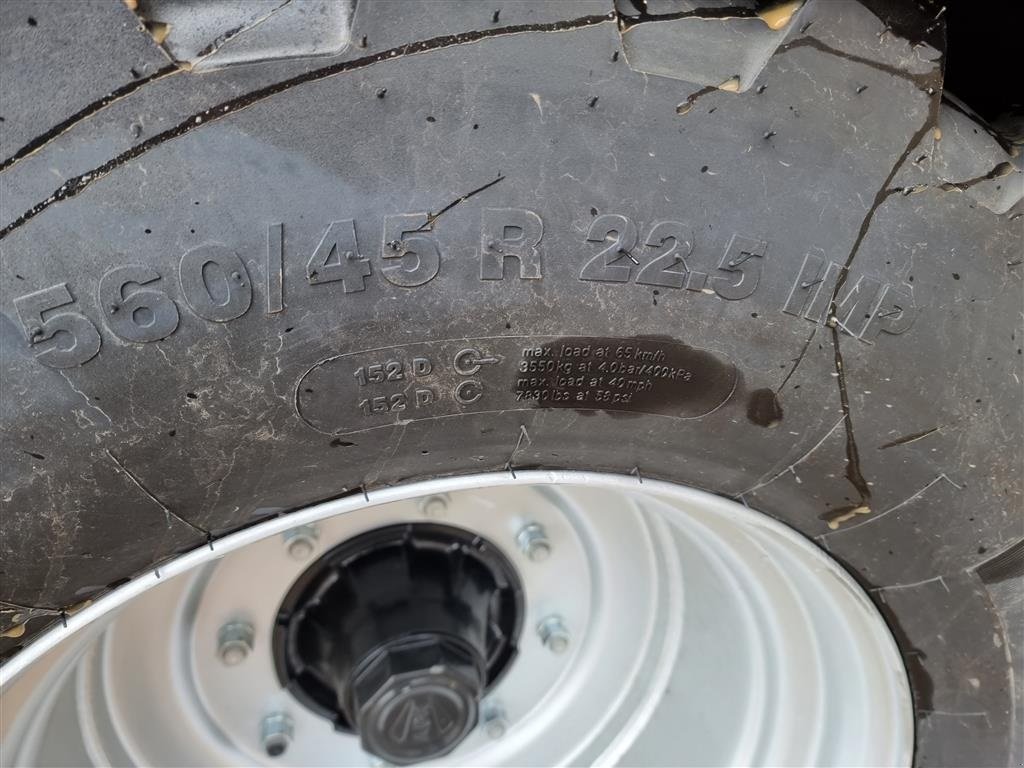 560/45 R 22.5 IMP
152 D
152 D
max. load at 65 km/h
3550kg at 4.0bar/400kPa
max. load at 40 mph
7830 lbs at 58 psi